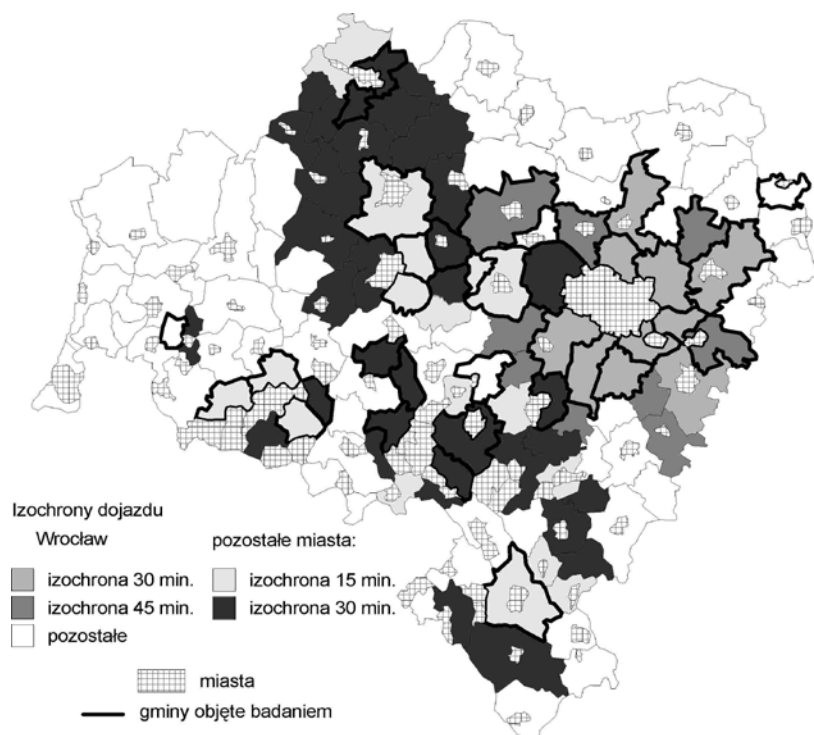 Izochrony dojazdu
Wrocław
pozostałe miasta:
izochrona 30 min.
izochrona 15 min.
izochrona 45 min.
izochrona 30 min.
pozostałe
miasta
gminy objęte badaniem